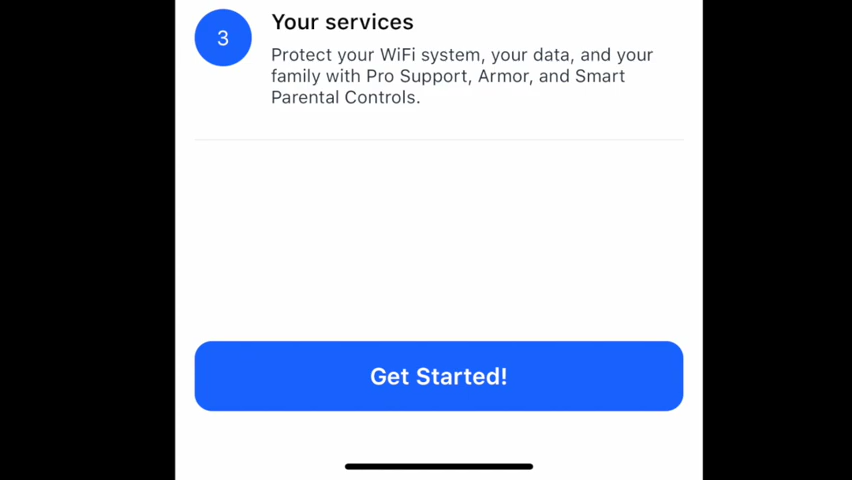 3
Your services
Protect your WiFi system, your data, and your
family with Pro Support, Armor, and Smart
Parental Controls.
Get Started!